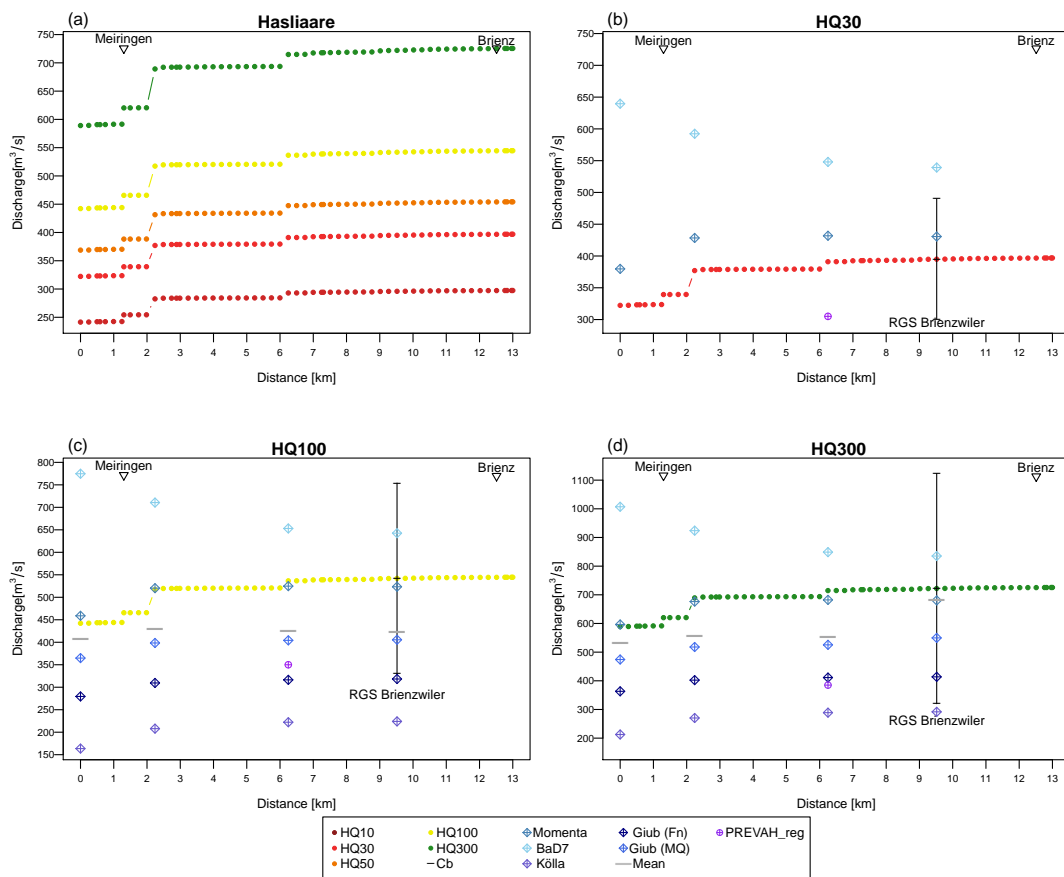 (a)
Hasliaare
Meiringen
Brienz
Discharge[m³/s]
750
700
650
600
550
500
450
400
350
300
250
0 1 2 3 4 5 6 7 8 9 10 11 12 13
Distance [km]
(b)
HQ30
Meiringen
Brienz
Discharge[m³/s]
700
650
600
550
500
450
400
350
300
RGS Brienzwiler
0 1 2 3 4 5 6 7 8 9 10 11 12 13
Distance [km]
(c)
HQ100
Meiringen
Brienz
Discharge[m³/s]
800
750
700
650
600
550
500
450
400
350
300
250
200
150
RGS Brienzwiler
0 1 2 3 4 5 6 7 8 9 10 11 12 13
Distance [km]
(d)
HQ300
Meiringen
Brienz
Discharge[m³/s]
1100
1000
900
800
700
600
500
400
300
200
RGS Brienzwiler
0 1 2 3 4 5 6 7 8 9 10 11 12 13
Distance [km]
HQ10 HQ100 Momenta Giub (Fn) PREVAH_reg
HQ30 HQ300 BaD7 Giub (MQ)
HQ50 Cb Kölla Mean